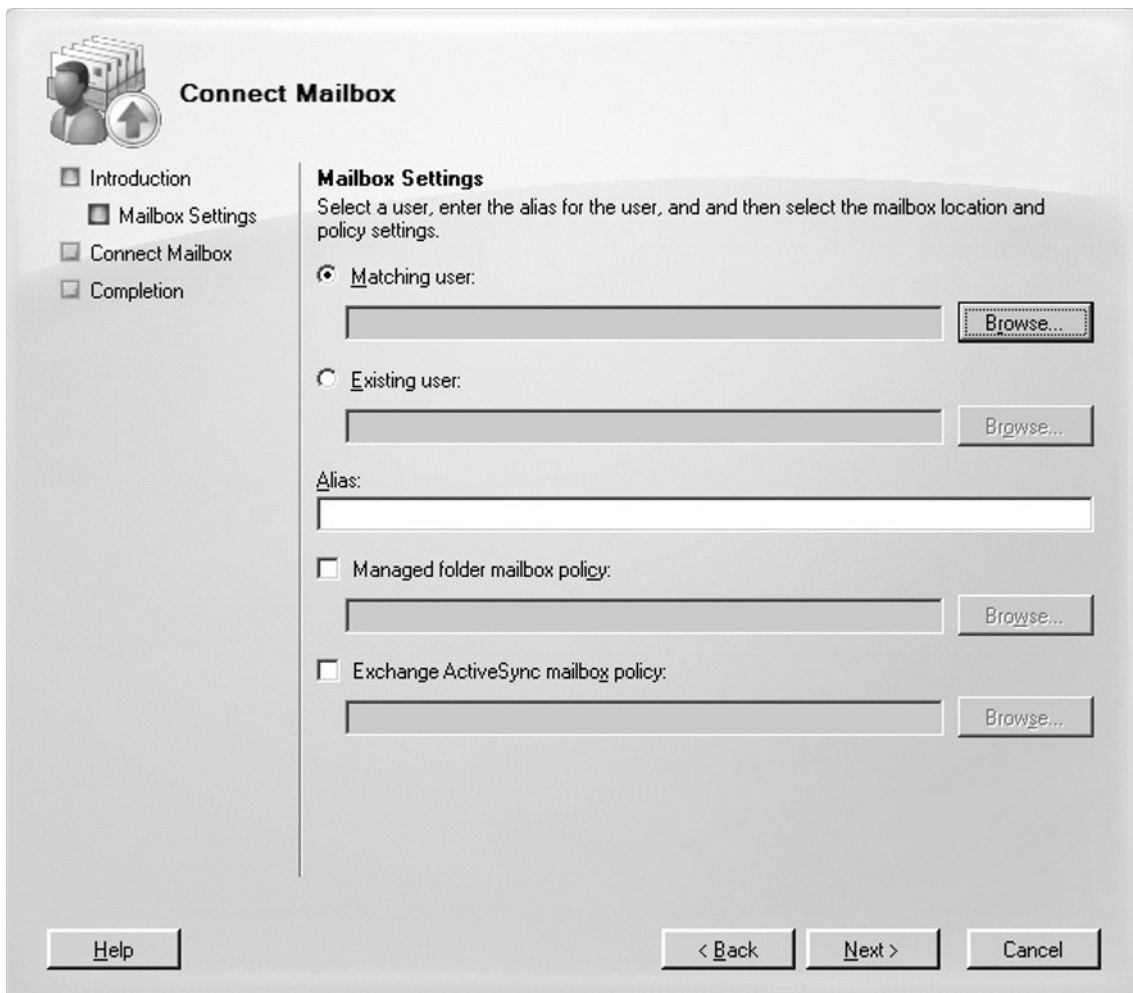 Connect Mailbox
Introduction
Mailbox Settings
Connect Mailbox
Completion
Mailbox Settings
Select a user, enter the alias for the user, and and then select the mailbox location and
policy settings.
Matching user:
Browse...
Existing user:
Browse...
Alias:
Managed folder mailbox policy:
Browse...
Exchange ActiveSync mailbox policy:
Browse...
Help
< Back
Next >
Cancel